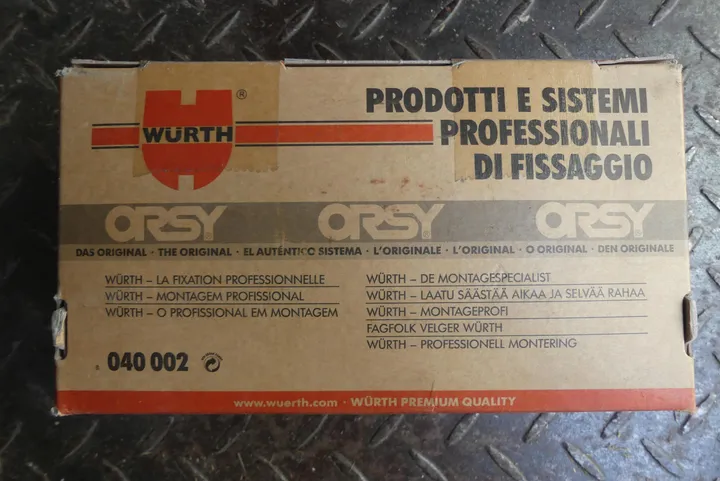 WÜRTH ®
PRODOTTI E SISTEMI
PROFESSIONALI
DI FISSAGGIO
ORSY® ORSY® ORSY®
DAS ORIGINAL · THE ORIGINAL · EL AUTÉNTICO SISTEMA · L'ORIGINALE · L'ORIGINAL · O ORIGINAL · DEN ORIGINALE
WÜRTH – LA FIXATION PROFESSIONNELLE
WÜRTH – MONTAGEM PROFISSIONAL
WÜRTH – O PROFISSIONAL EM MONTAGEM
WÜRTH – DE MONTAGESPECIALIST
WÜRTH – LAATU SÄÄSTÄÄ AIKAA JA SELVÄÄ RAHAA
WÜRTH – MONTAGEPROFI
FAGFOLK VELGER WÜRTH
WÜRTH – PROFESSIONELL MONTERING
040 002
www.wuerth.com · WÜRTH PREMIUM QUALITY